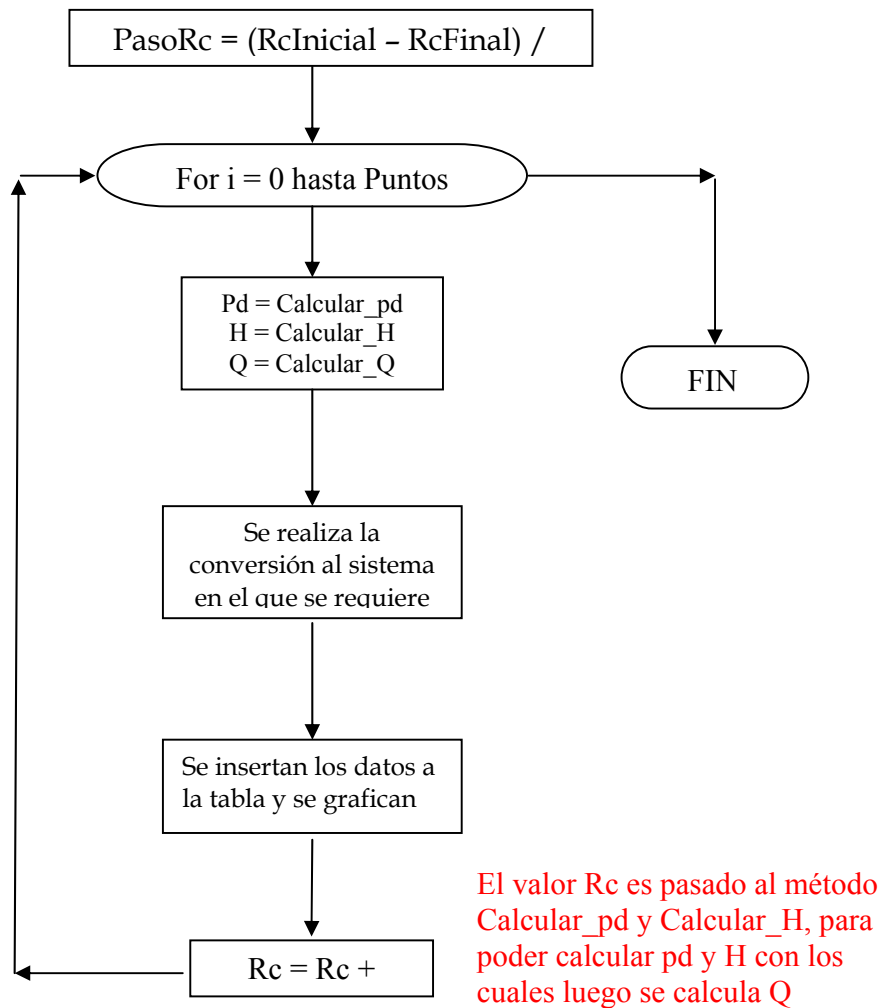 PasoRc = (RcInicial – RcFinal) /
For i = 0 hasta Puntos
Pd = Calcular_pd
H = Calcular_H
Q = Calcular_Q
FIN
Se realiza la
conversión al sistema
en el que se requiere
Se insertan los datos a
la tabla y se grafican
El valor Rc es pasado al método
Calcular_pd y Calcular_H, para
poder calcular pd y H con los
cuales luego se calcula Q
Rc = Rc +